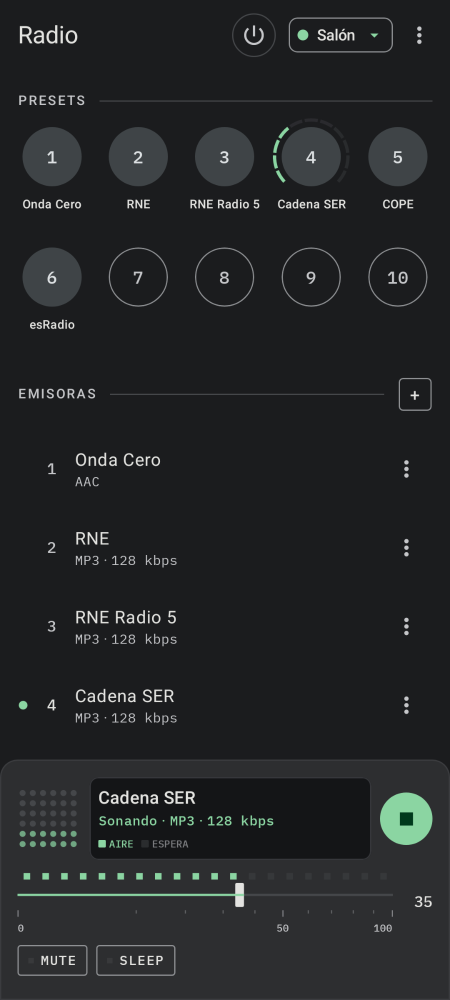 Radio
Salón
PRESETS
1 2 3 4 5
Onda Cero RNE RNE Radio 5 Cadena SER COPE
6 7 8 9 10
esRadio
EMISORAS +
1 Onda Cero
AAC
2 RNE
MP3 · 128 kbps
3 RNE Radio 5
MP3 · 128 kbps
4 Cadena SER
MP3 · 128 kbps
Cadena SER
Sonando · MP3 · 128 kbps
AIRE ESPERA
35
0 50 100
MUTE SLEEP